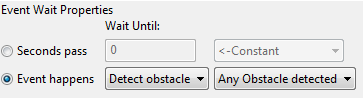 Event Wait Properties
Wait Until:
Seconds pass 0 <-Constant
Event happens Detect obstacle Any Obstacle detected